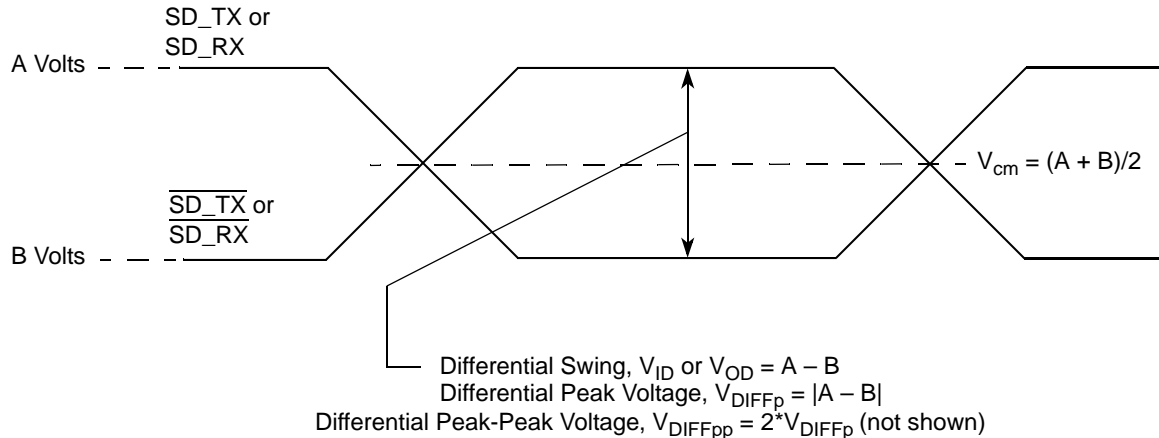 SD_TX or
SD_RX
A Volts
V_cm = (A + B)/2
SD_TX or
SD_RX
B Volts
Differential Swing, V_ID or V_OD = A – B
Differential Peak Voltage, V_DIFFp = |A – B|
Differential Peak-Peak Voltage, V_DIFFpp = 2*V_DIFFp (not shown)